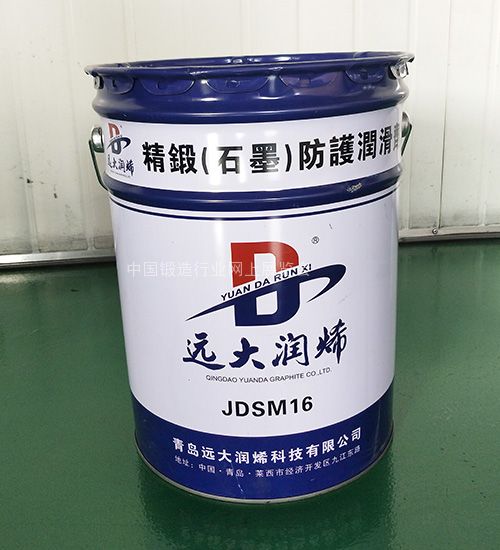 D
远大润烯
精鍛(石墨)防護潤滑劑
中国锻造行业网上展览
D
®
YUAN DA RUN XI
远大润烯
QINGDAO YUANDA GRAPHITE CO.,LTD.
JDSM16
青岛远大润烯科技有限公司
地址:中国·青岛·莱西市经济开发区九江东路